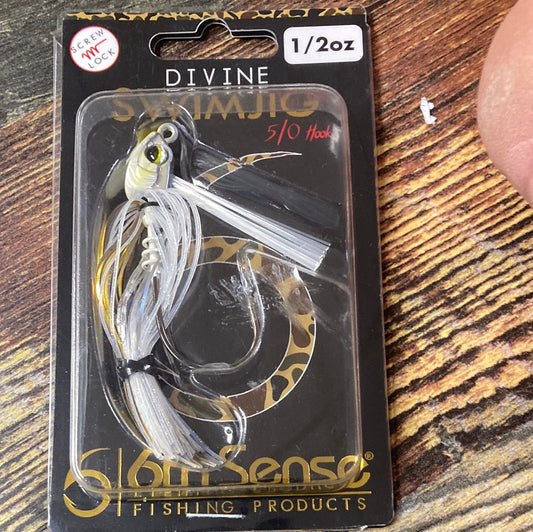 SCREW
LOCK
1/2oz
DIVINE
SWIMJIG
5/0 Hook
6th Sense®
FISHING PRODUCTS